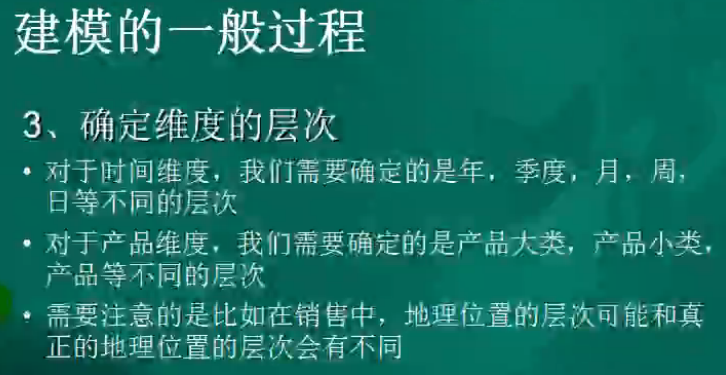 建模的一般过程
3、确定维度的层次
• 对于时间维度，我们需要确定的是年，季度，月，周，
日等不同的层次
• 对于产品维度，我们需要确定的是产品大类，产品小类，
产品等不同的层次
• 需要注意的是比如在销售中，地理位置的层次可能和真
正的地理位置的层次会有不同